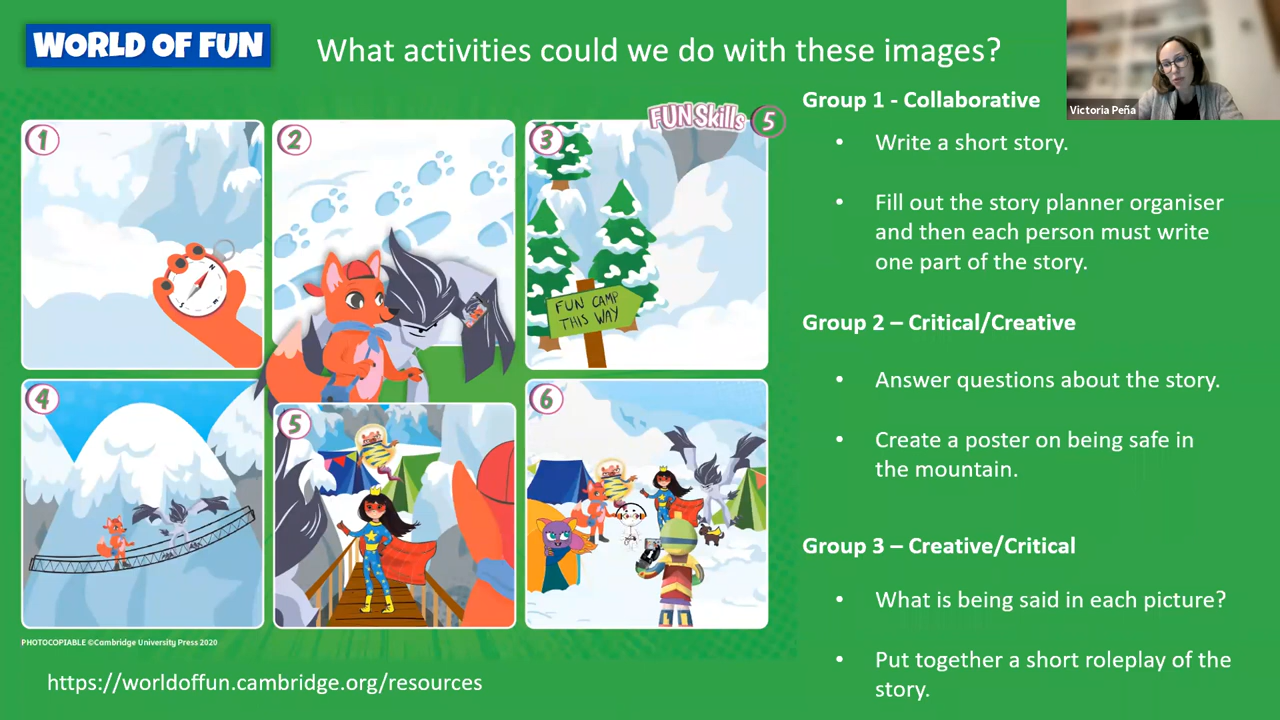 WORLD OF FUN
What activities could we do with these images?
Victoria Peña
FUN Skills 5
1
2
3
FUN CAMP
THIS WAY
4
5
6
PHOTOCOPIABLE ©Cambridge University Press 2020
https://worldoffun.cambridge.org/resources
Group 1 - Collaborative
• Write a short story.
• Fill out the story planner organiser
and then each person must write
one part of the story.
Group 2 – Critical/Creative
• Answer questions about the story.
• Create a poster on being safe in
the mountain.
Group 3 – Creative/Critical
• What is being said in each picture?
• Put together a short roleplay of the
story.